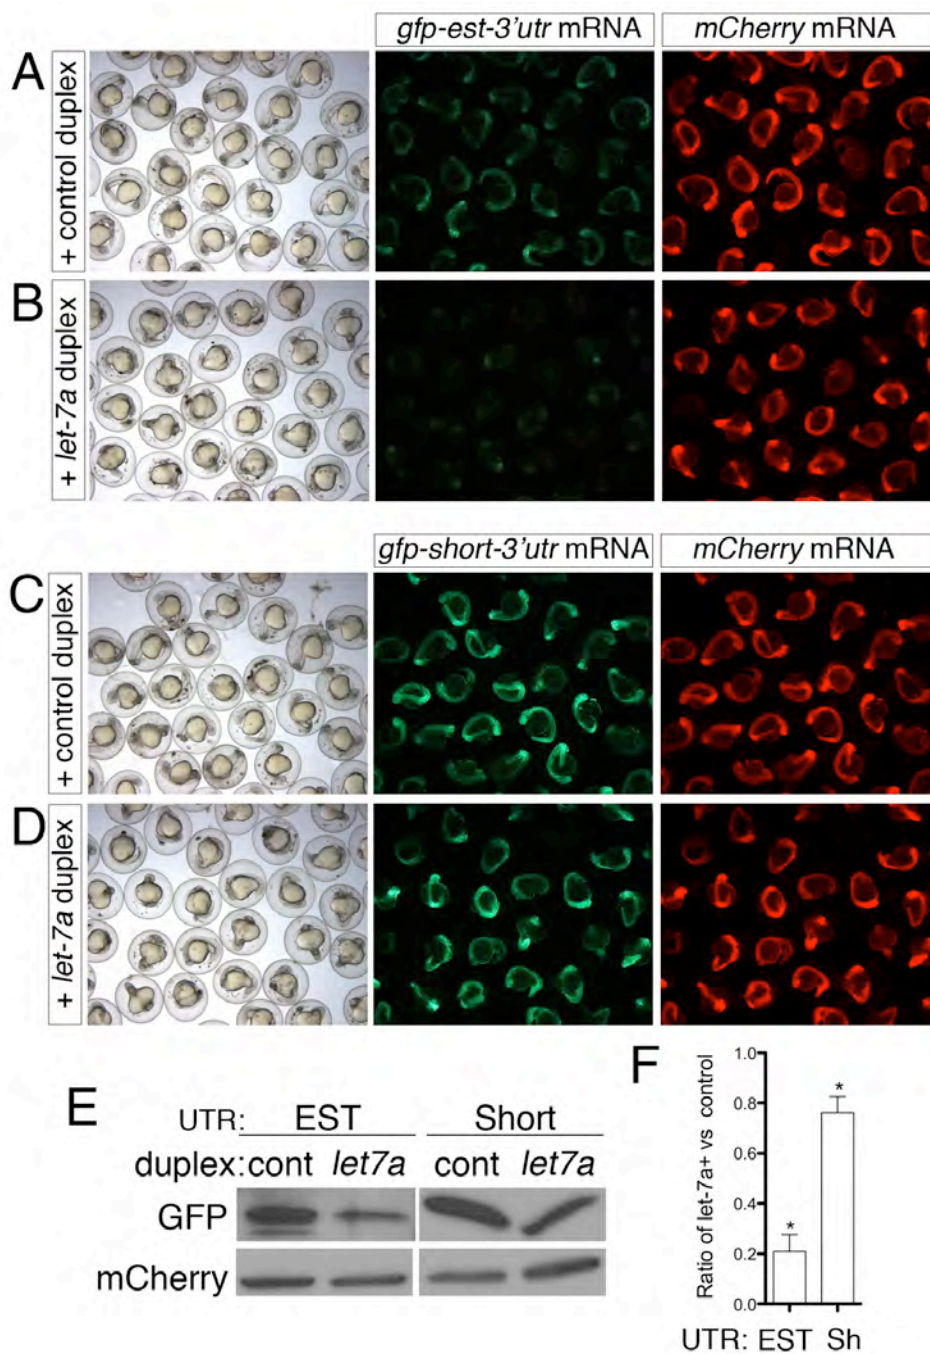 gfp-est-3'utr mRNA mCherry mRNA
A
+ control duplex
B
+ let-7a duplex
gfp-short-3'utr mRNA mCherry mRNA
C
+ control duplex
D
+ let-7a duplex
E
UTR: EST Short
duplex: cont let7a cont let7a
GFP
mCherry
F
Ratio of let-7a+ vs control
1.0
0.8
0.6
0.4
0.2
0.0
*
*
UTR: EST Sh